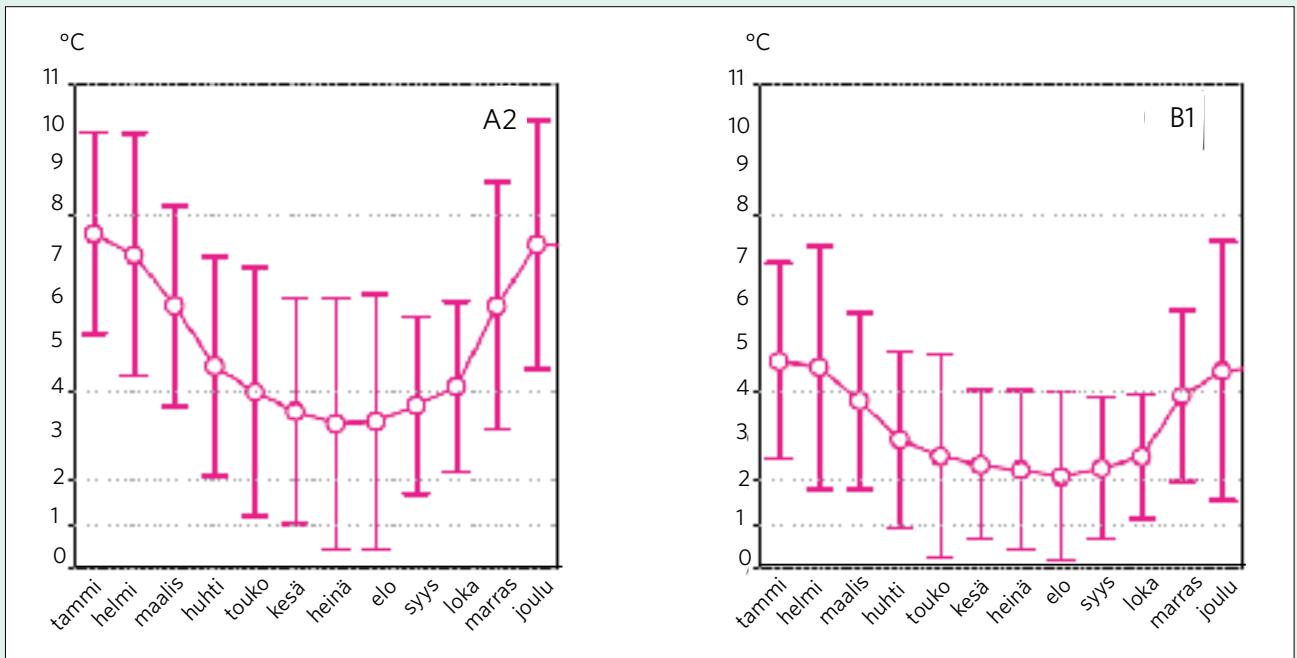 °C
11
10
9
8
7
6
5
4
3
2
1
0
A2
tammi
helmi
maalis
huhti
touko
kesä
heinä
elo
syys
loka
marras
joulu
°C
11
10
9
8
7
6
5
4
3
2
1
0
B1
tammi
helmi
maalis
huhti
touko
kesä
heinä
elo
syys
loka
marras
joulu